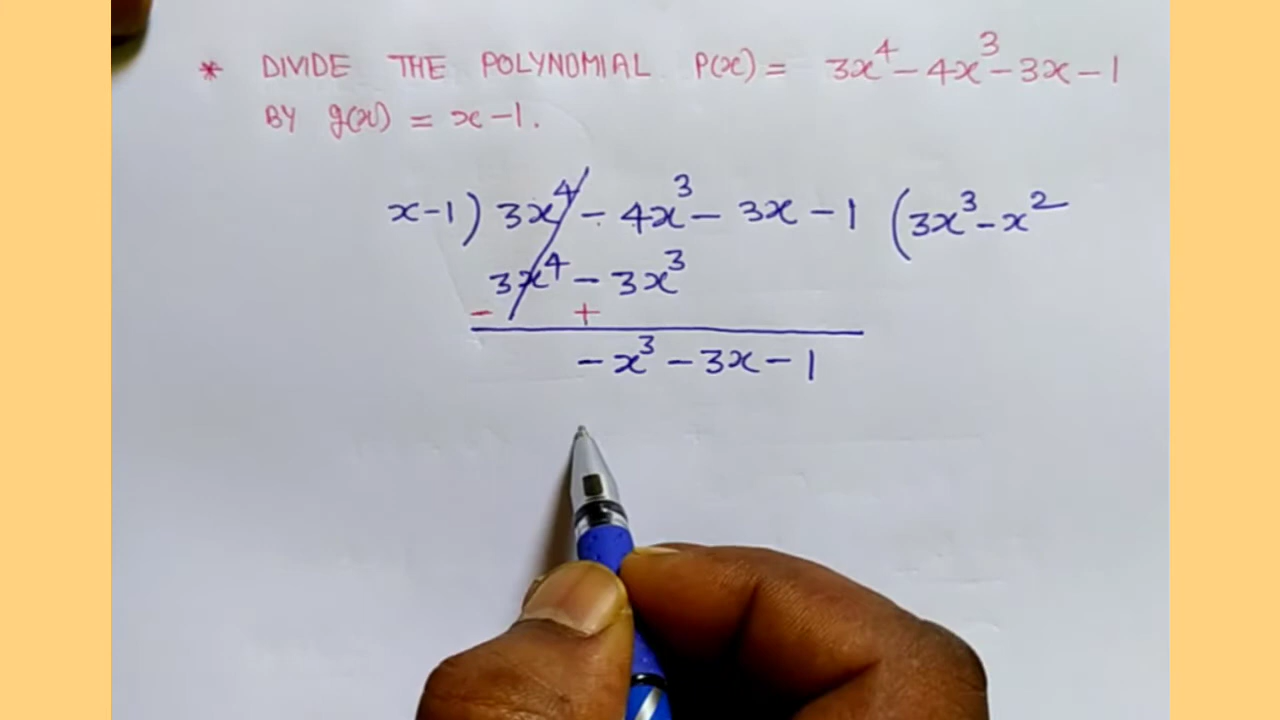 * DIVIDE THE POLYNOMIAL P(x) = 3x⁴ - 4x³ - 3x - 1
BY g(x) = x - 1.
x-1 ) 3x⁴ - 4x³ - 3x - 1 ( 3x³ - x²
3x⁴ - 3x³
- +
- x³ - 3x - 1